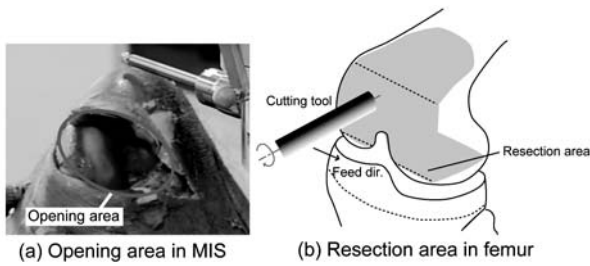 Opening area
(a) Opening area in MIS
Cutting tool
Resection area
Feed dir.
(b) Resection area in femur